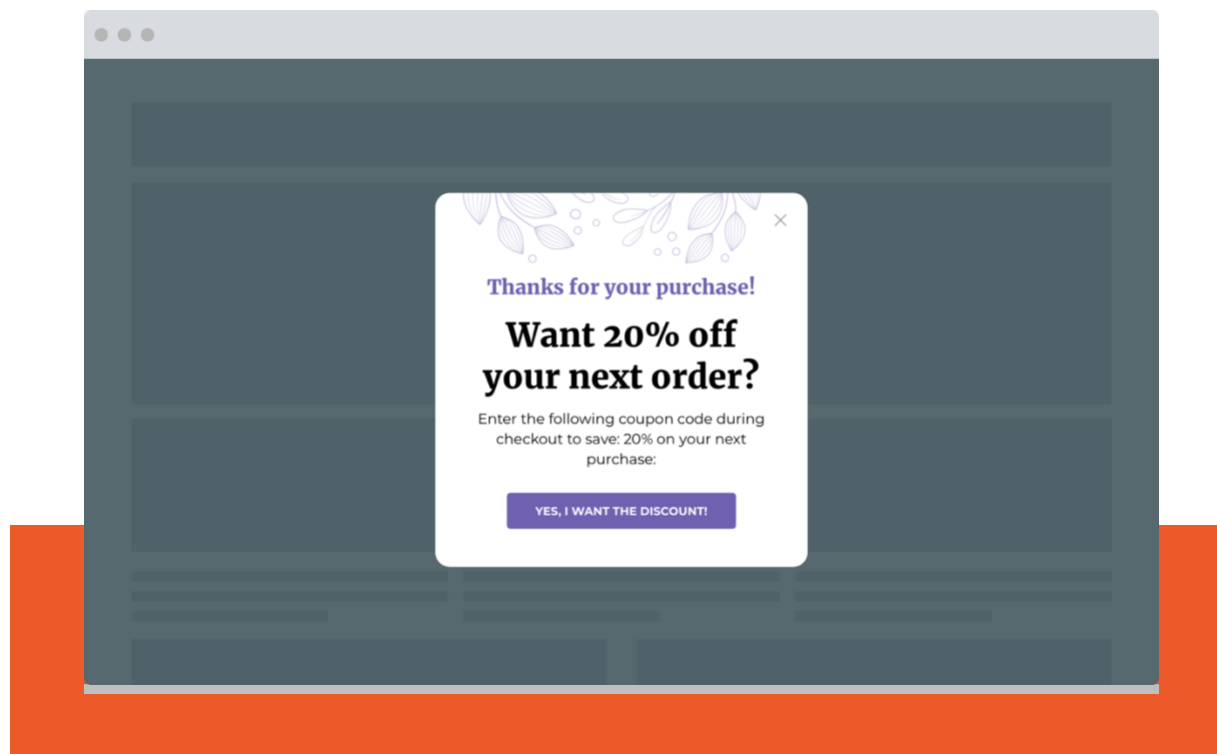 Thanks for your purchase!
Want 20% off
your next order?
Enter the following coupon code during
checkout to save: 20% on your next
purchase:
YES, I WANT THE DISCOUNT!